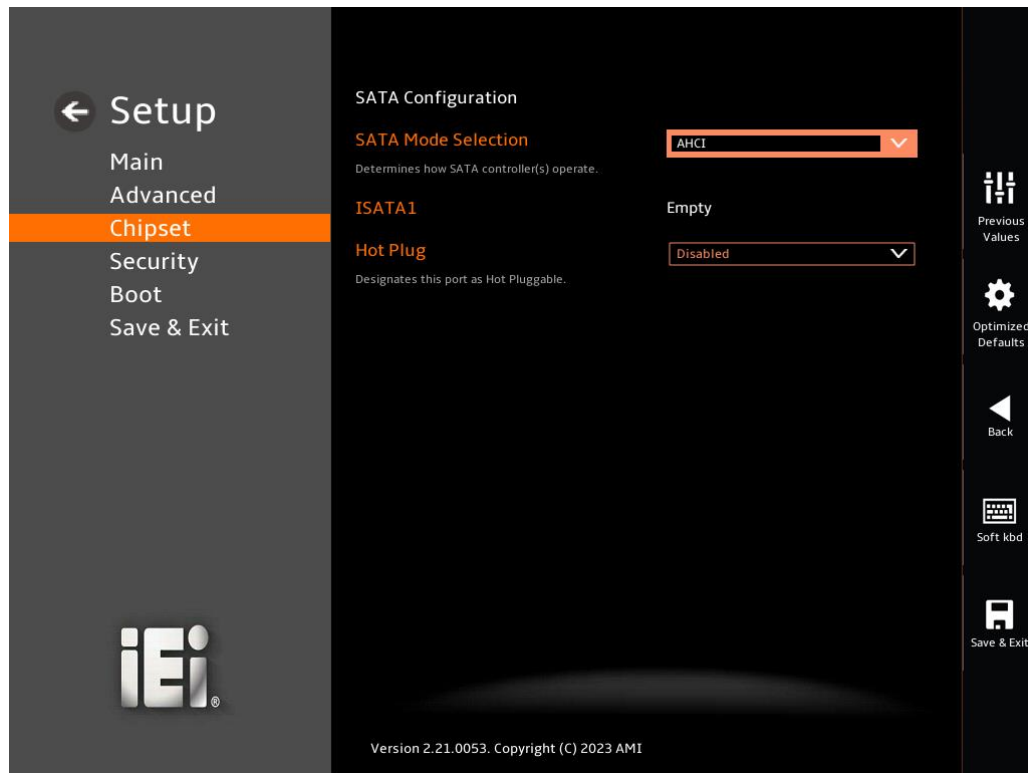 Setup
Main
Advanced
Chipset
Security
Boot
Save & Exit
iEi®
SATA Configuration
SATA Mode Selection
AHCI
Determines how SATA controller(s) operate.
ISATA1
Empty
Hot Plug
Disabled
Designates this port as Hot Pluggable.
Version 2.21.0053. Copyright (C) 2023 AMI
Previous
Values
Optimized
Defaults
Back
Soft kbd
Save & Exit